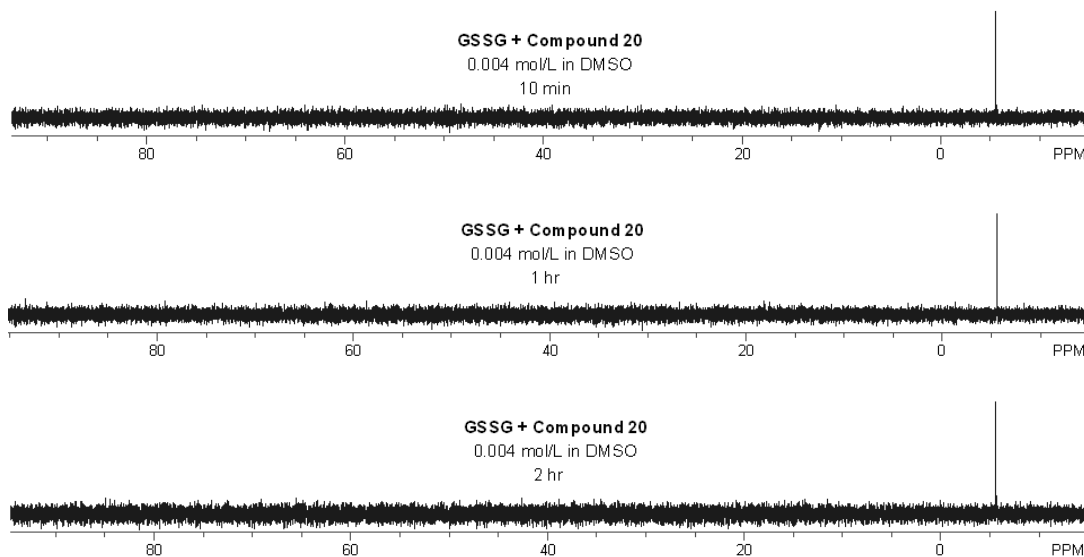 GSSG + Compound 20
0.004 mol/L in DMSO
10 min
80 60 40 20 0 PPM
GSSG + Compound 20
0.004 mol/L in DMSO
1 hr
80 60 40 20 0 PPM
GSSG + Compound 20
0.004 mol/L in DMSO
2 hr
80 60 40 20 0 PPM